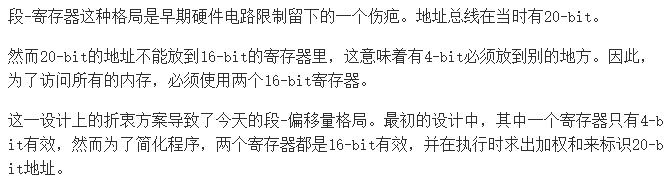 段-寄存器这种格局是早期硬件电路限制留下的一个伤疤。地址总线在当时有20-bit。
然而20-bit的地址不能放到16-bit的寄存器里，这意味着有4-bit必须放到别的地方。因此，
为了访问所有的内存，必须使用两个16-bit寄存器。
这一设计上的折衷方案导致了今天的段-偏移量格局。最初的设计中，其中一个寄存器只有4-b
it有效，然而为了简化程序，两个寄存器都是16-bit有效，并在执行时求出加权和来标识20-b
it地址。